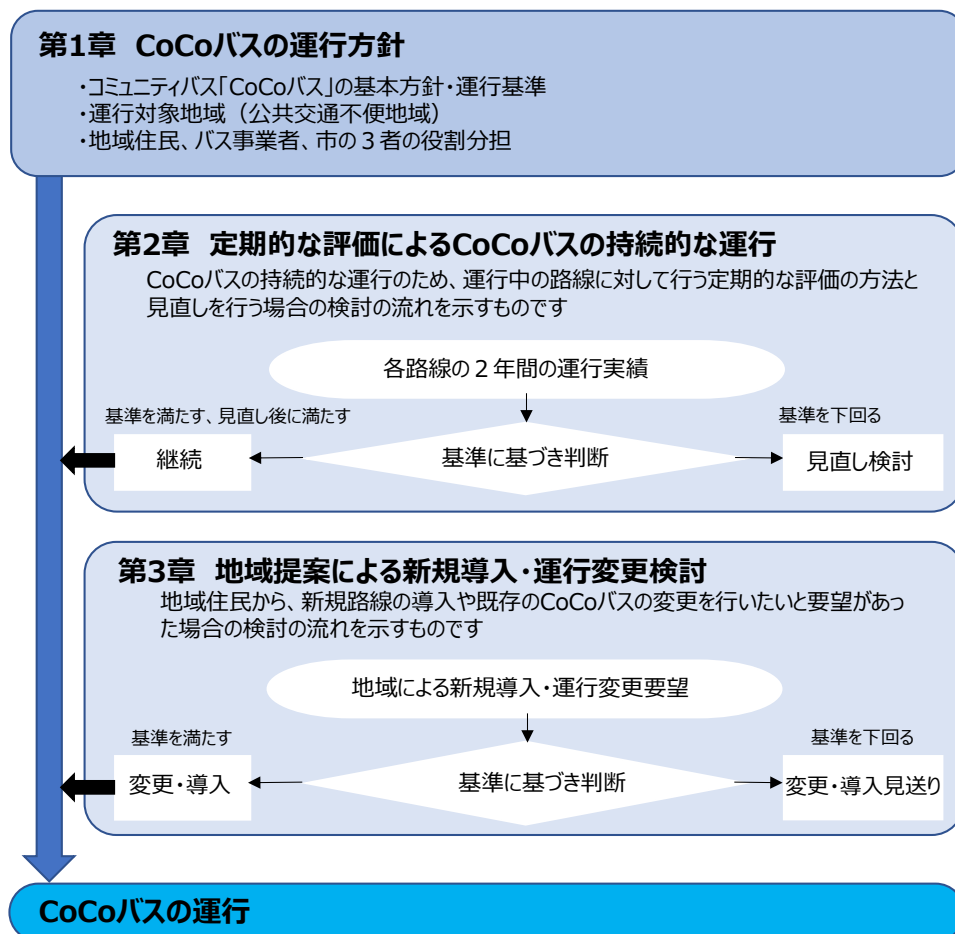 第1章 CoCoバスの運行方針
・コミュニティバス「CoCoバス」の基本方針・運行基準
・運行対象地域（公共交通不便地域）
・地域住民、バス事業者、市の３者の役割分担
第2章 定期的な評価によるCoCoバスの持続的な運行
CoCoバスの持続的な運行のため、運行中の路線に対して行う定期的な評価の方法と
見直しを行う場合の検討の流れを示すものです
各路線の２年間の運行実績
基準を満たす、見直し後に満たす
基準を下回る
継続
基準に基づき判断
見直し検討
第3章 地域提案による新規導入・運行変更検討
地域住民から、新規路線の導入や既存のCoCoバスの変更を行いたいと要望があっ
た場合の検討の流れを示すものです
地域による新規導入・運行変更要望
基準を満たす
基準を下回る
変更・導入
基準に基づき判断
変更・導入見送り
CoCoバスの運行